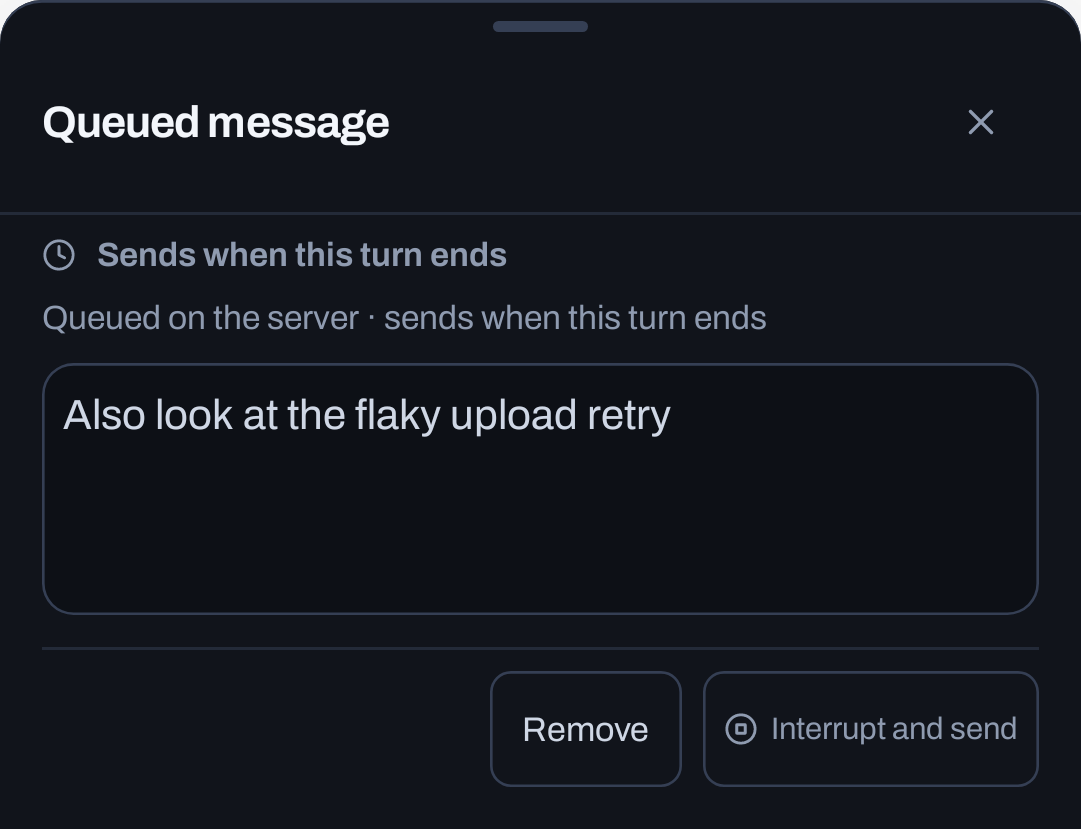 Queued message
Sends when this turn ends
Queued on the server · sends when this turn ends
Also look at the flaky upload retry
Remove
Interrupt and send